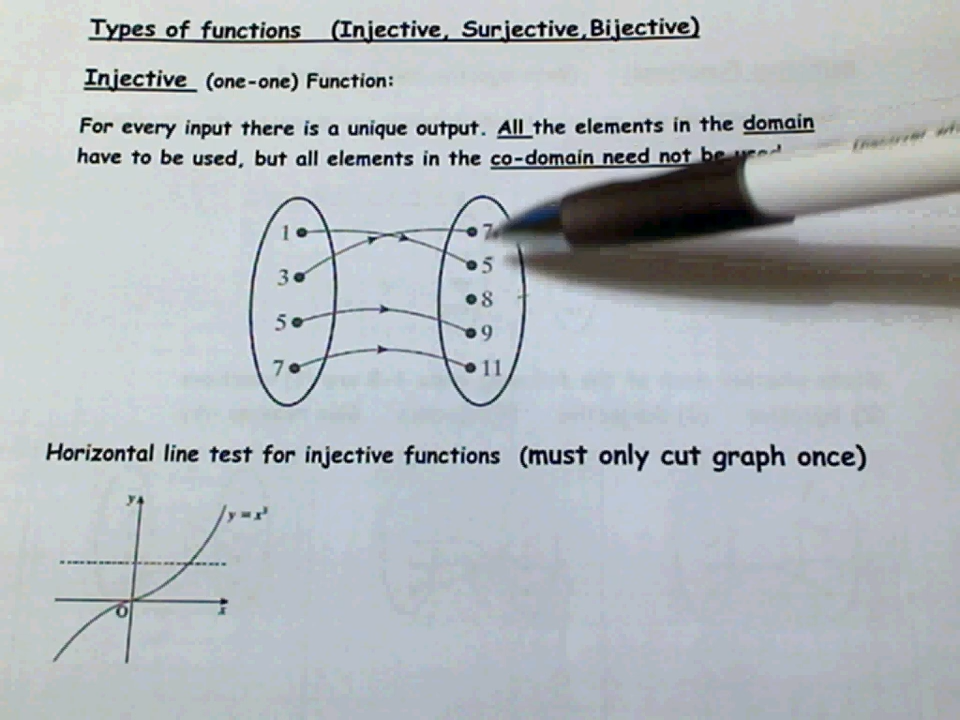 Types of functions (Injective, Surjective, Bijective)
Injective (one-one) Function:
For every input there is a unique output. All the elements in the domain
have to be used, but all elements in the co-domain need not be used
1 7
3 5
8
5 9
7 11
Horizontal line test for injective functions (must only cut graph once)
y
y = x³
O x